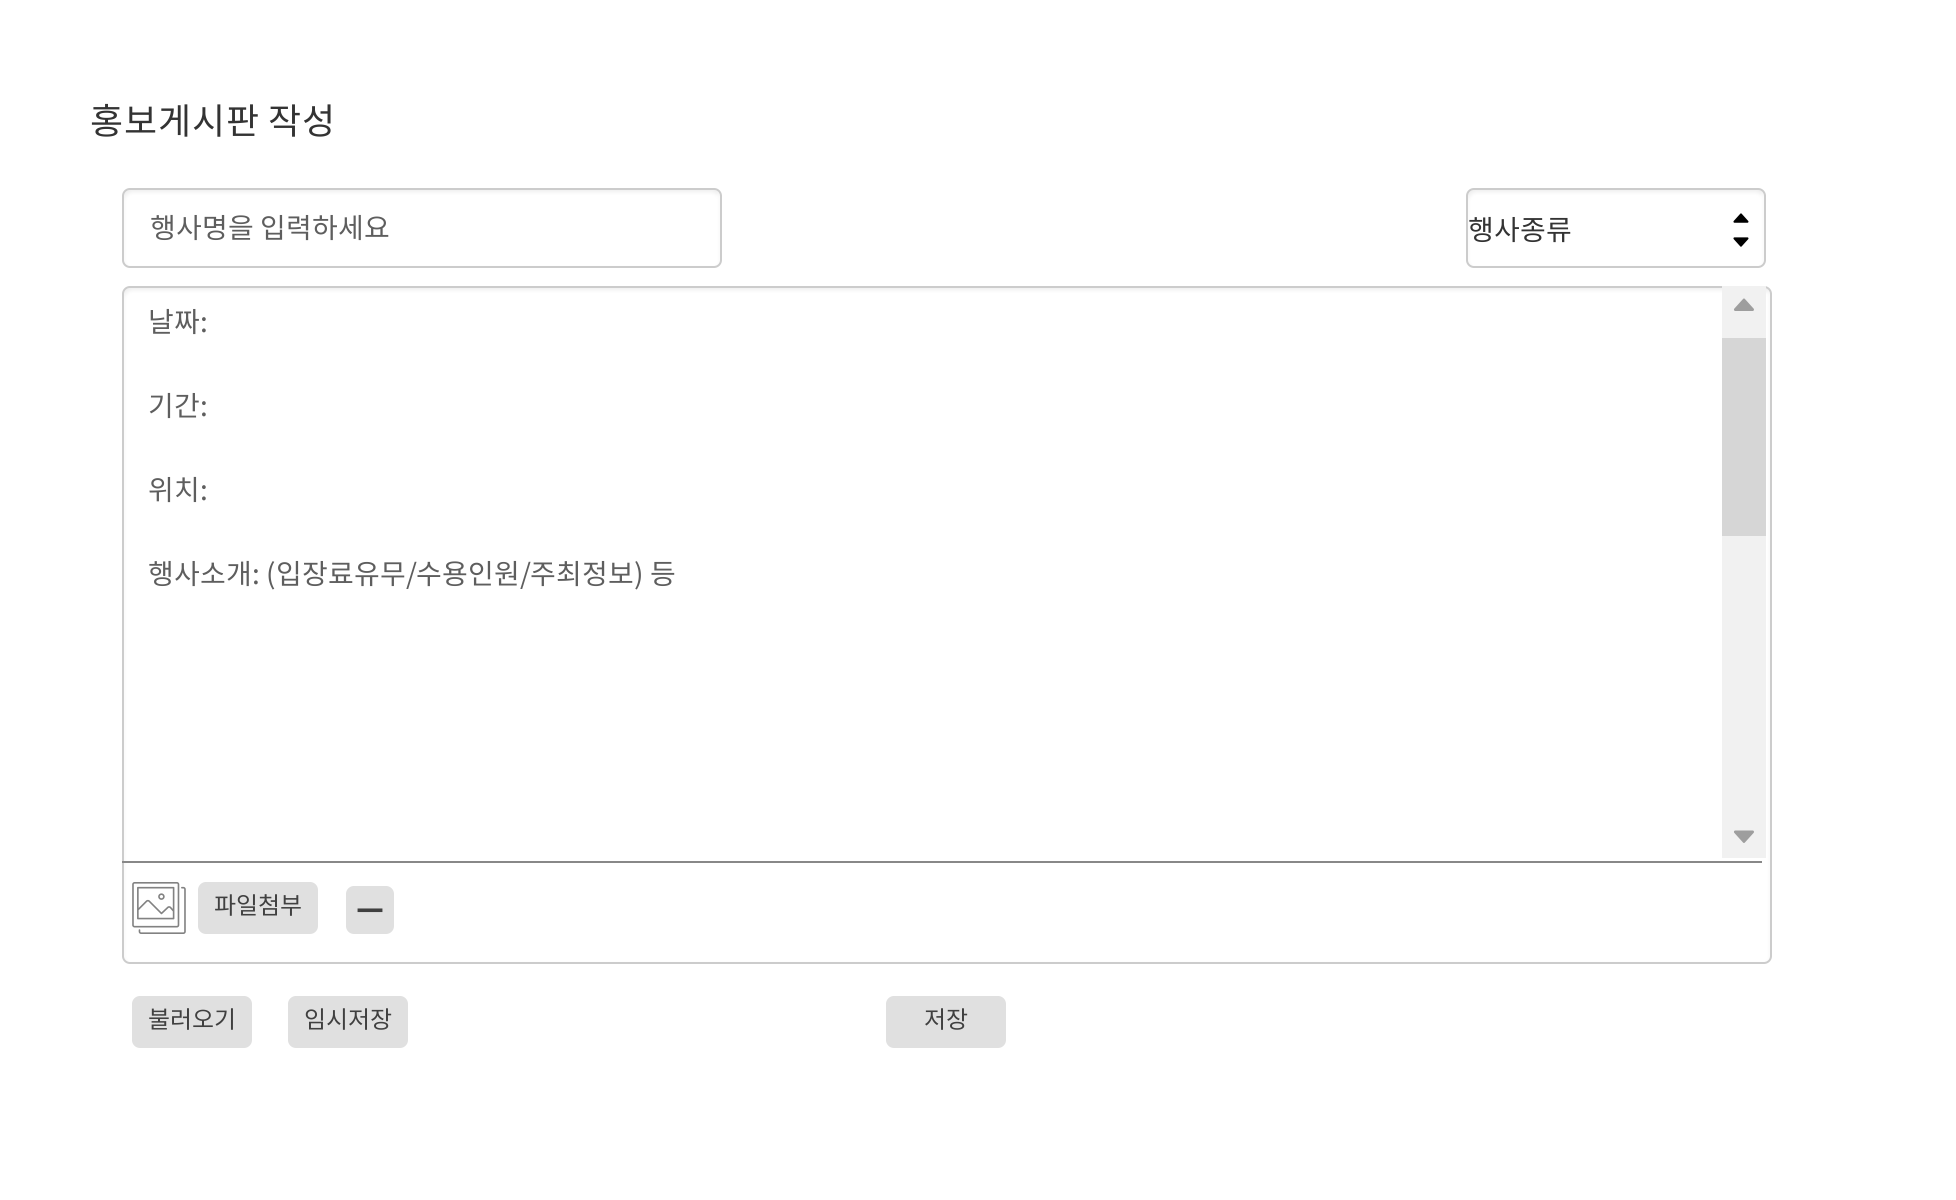 홍보게시판 작성
행사명을 입력하세요
행사종류
날짜:
기간:
위치:
행사소개: (입장료유무/수용인원/주최정보) 등
파일첨부
불러오기
임시저장
저장